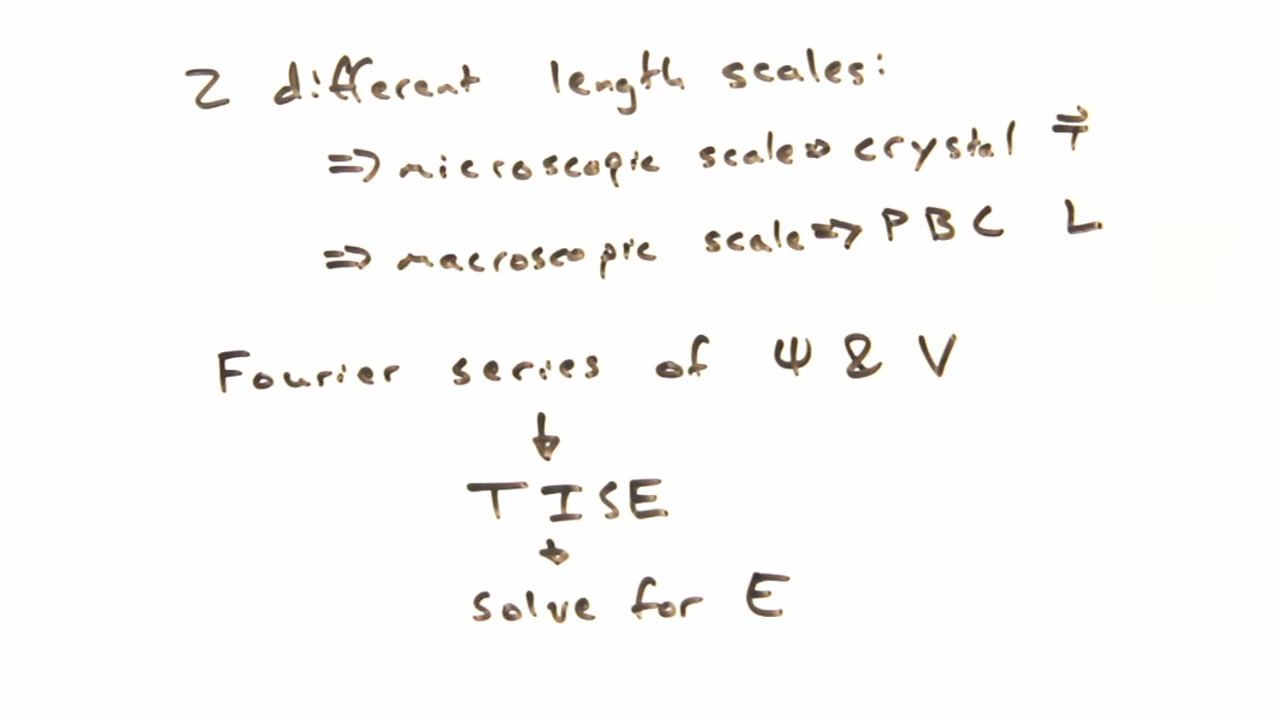 2 different length scales:
⇒ microscopic scale ⇒ crystal T⃗
⇒ macroscopic scale ⇒ PBC L
Fourier series of ψ & V
↓
TISE
↓
solve for E